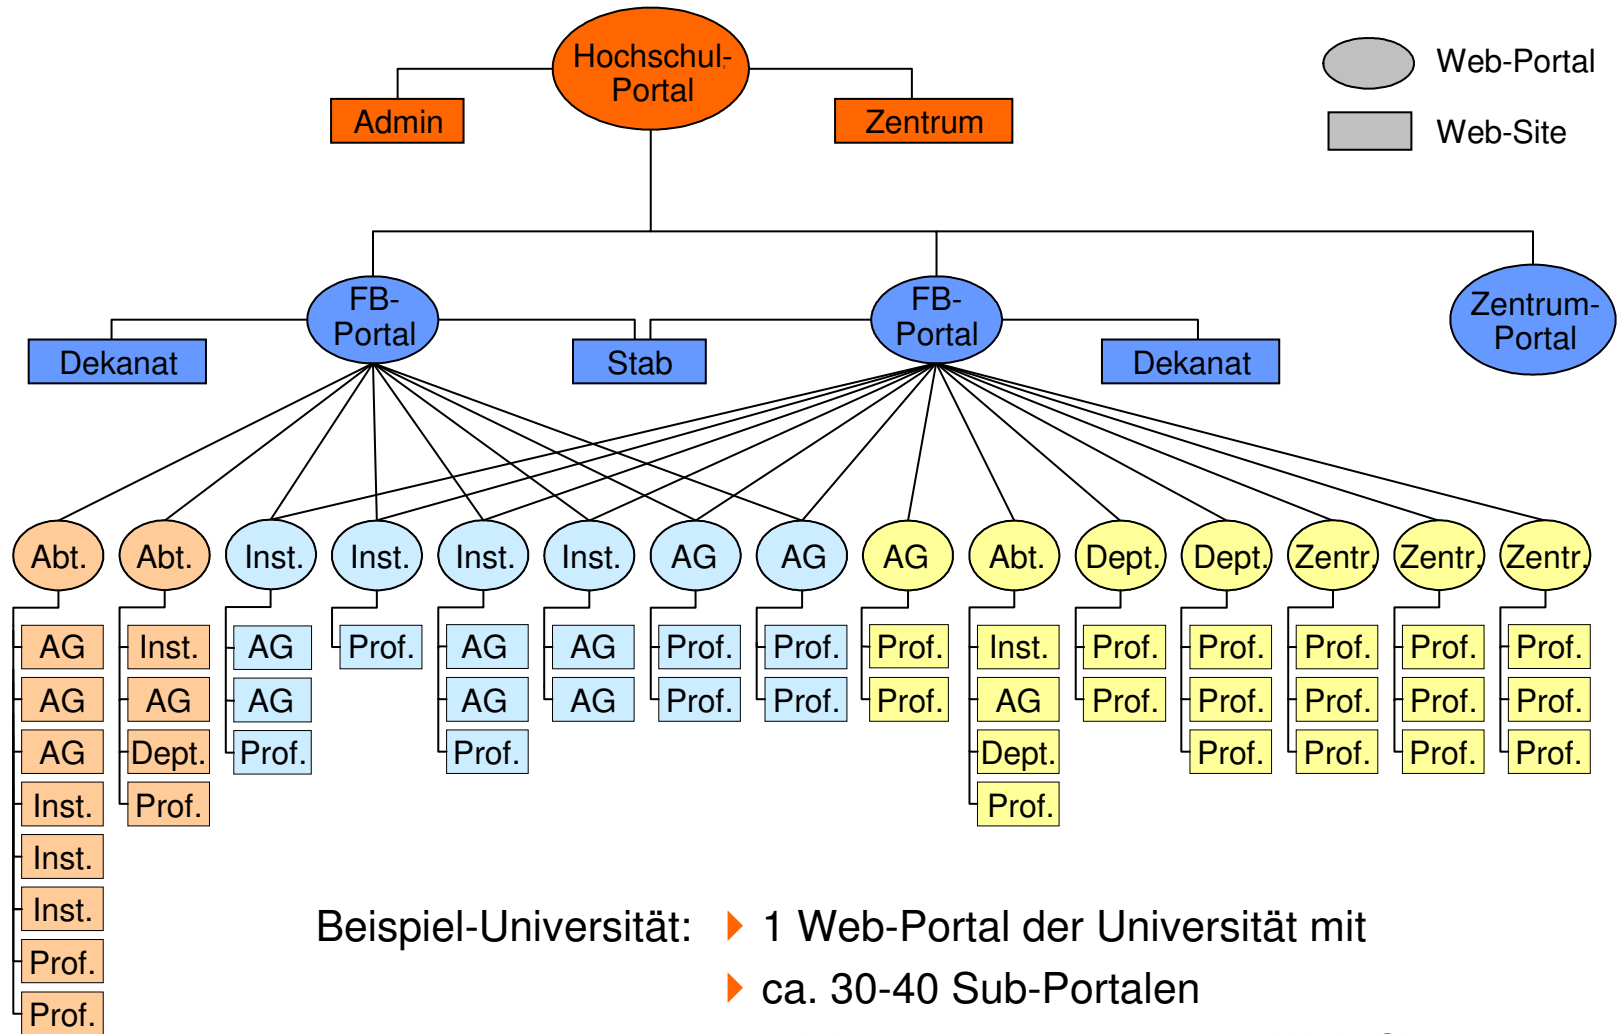 Hochschul-
Portal
Admin
Zentrum
Web-Portal
Web-Site
FB-
Portal
FB-
Portal
Zentrum-
Portal
Dekanat
Stab
Dekanat
Abt. Abt. Inst. Inst. Inst. Inst. AG AG AG Abt. Dept. Dept. Zentr. Zentr. Zentr.
AG Inst. AG Prof. AG AG Prof. Prof. Prof. Inst. Prof. Prof. Prof. Prof. Prof.
AG AG AG AG AG Prof. Prof. Prof. AG Prof. Prof. Prof. Prof. Prof.
AG Dept. Prof. Prof. Dept. Prof. Prof. Prof. Prof.
Inst. Prof. Prof.
Inst.
Inst.
Prof.
Prof.
Beispiel-Universität: 1 Web-Portal der Universität mit
ca. 30-40 Sub-Portalen